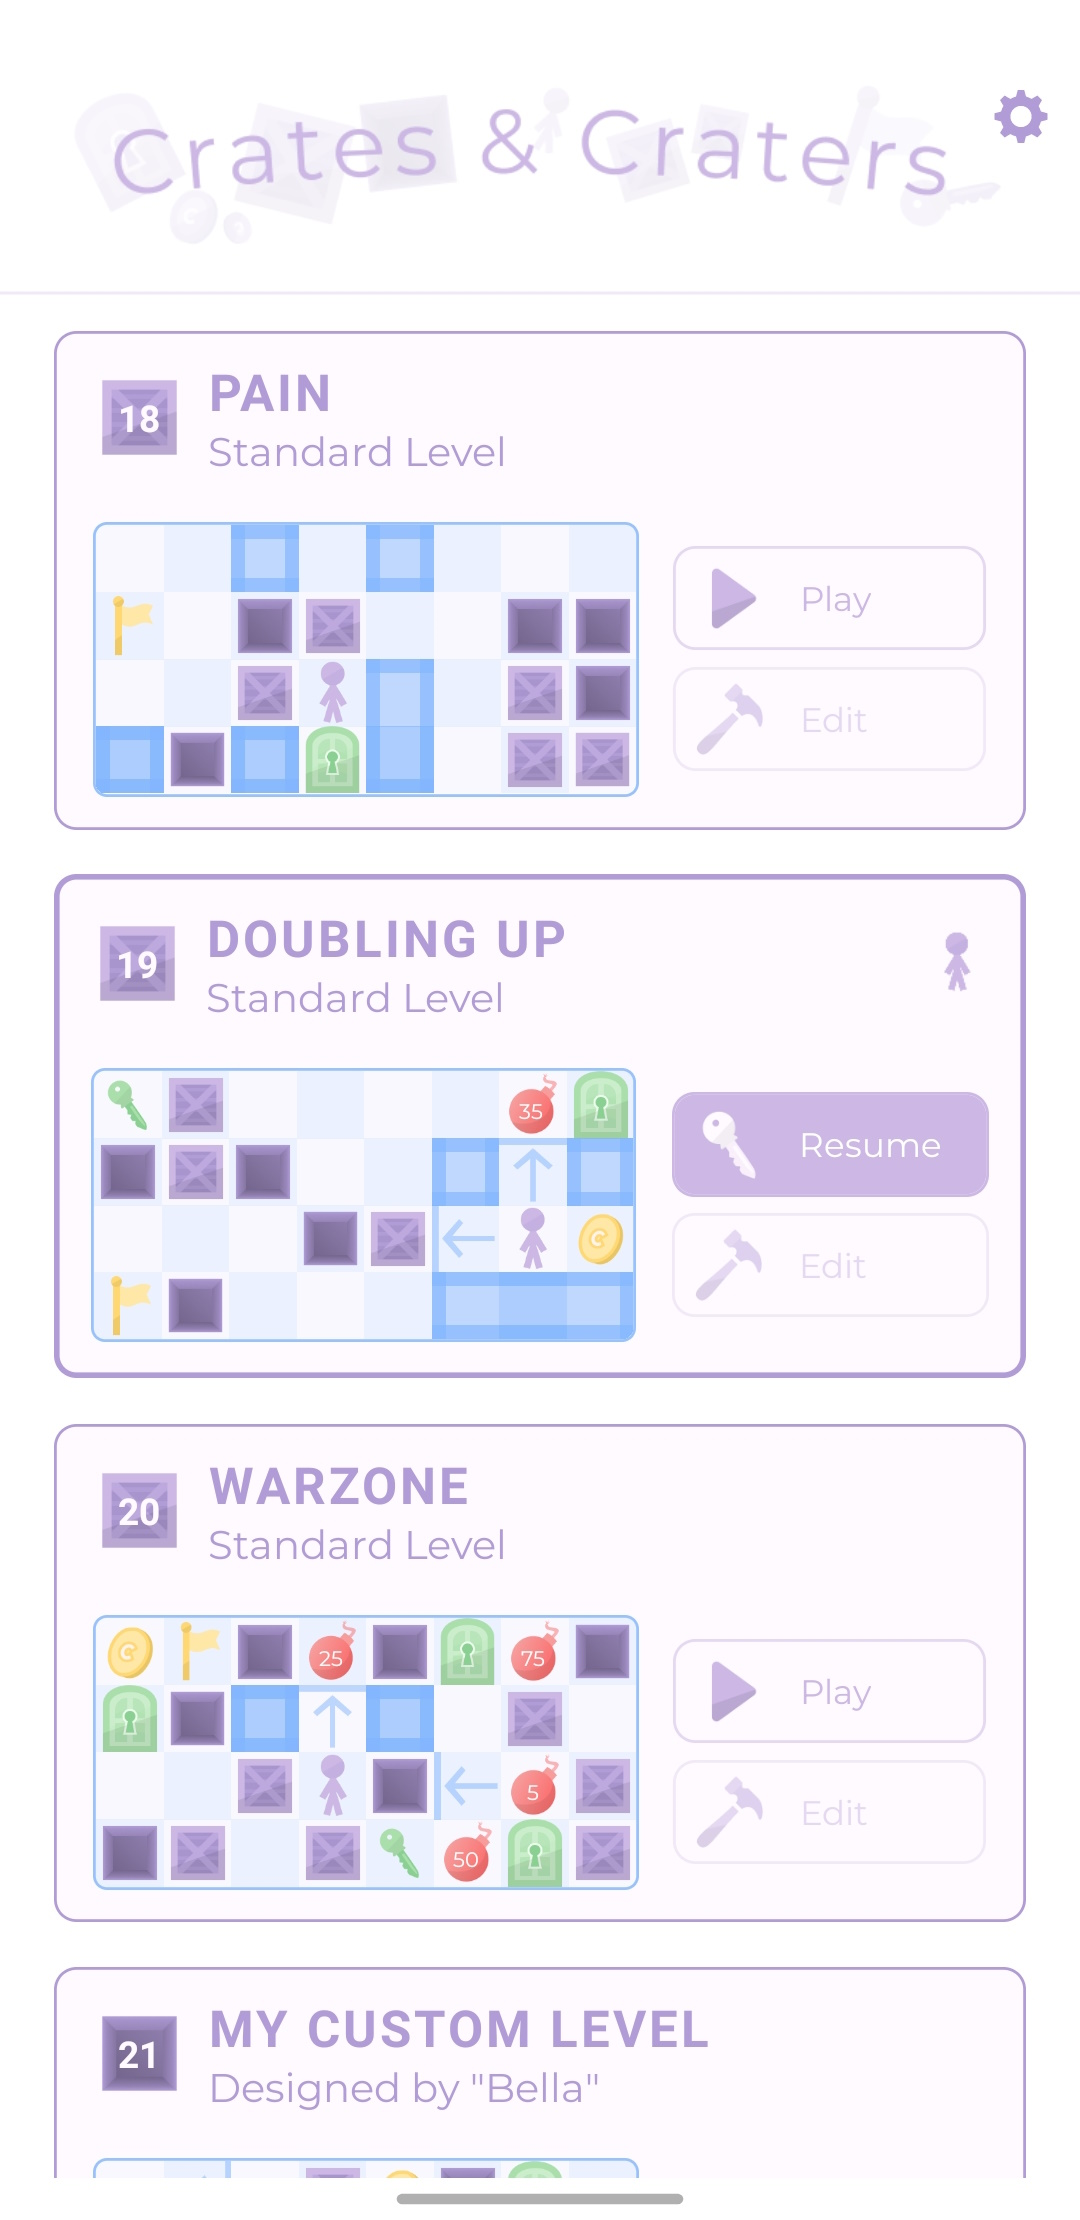 Crates & Craters
18
PAIN
Standard Level
Play
Edit
19
DOUBLING UP
Standard Level
35
Resume
C
Edit
20
WARZONE
Standard Level
C
25
75
Play
5
Edit
50
21
MY CUSTOM LEVEL
Designed by "Bella"